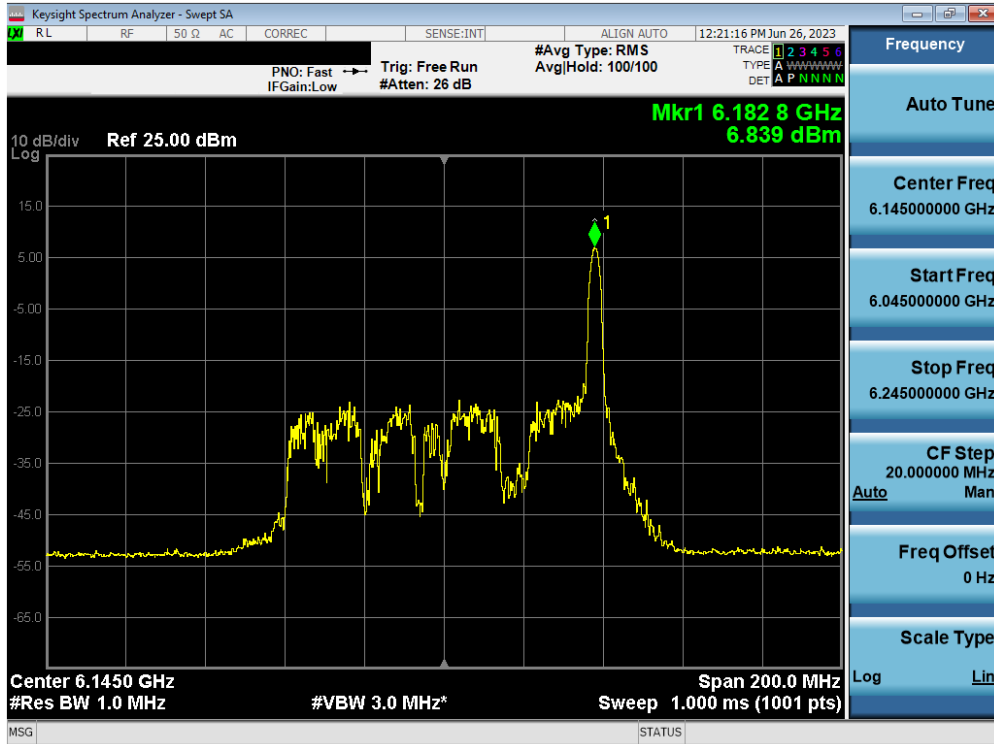 Keysight Spectrum Analyzer - Swept SA
LXI RL RF 50 Ω AC CORREC SENSE:INT ALIGN AUTO 12:21:16 PM Jun 26, 2023
PNO: Fast
IFGain:Low
Trig: Free Run
#Atten: 26 dB
#Avg Type: RMS
Avg|Hold: 100/100
TRACE 1 2 3 4 5 6
TYPE A WWWWW
DET A P N N N N
Mkr1 6.182 8 GHz
6.839 dBm
10 dB/div Ref 25.00 dBm
Log
15.0
5.00
-5.00
-15.0
-25.0
-35.0
-45.0
-55.0
-65.0
1
Center 6.1450 GHz Span 200.0 MHz
#Res BW 1.0 MHz #VBW 3.0 MHz* Sweep 1.000 ms (1001 pts)
MSG STATUS
Frequency
Auto Tune
Center Freq
6.145000000 GHz
Start Freq
6.045000000 GHz
Stop Freq
6.245000000 GHz
CF Step
20.000000 MHz
Auto Man
Freq Offset
0 Hz
Scale Type
Log Lin